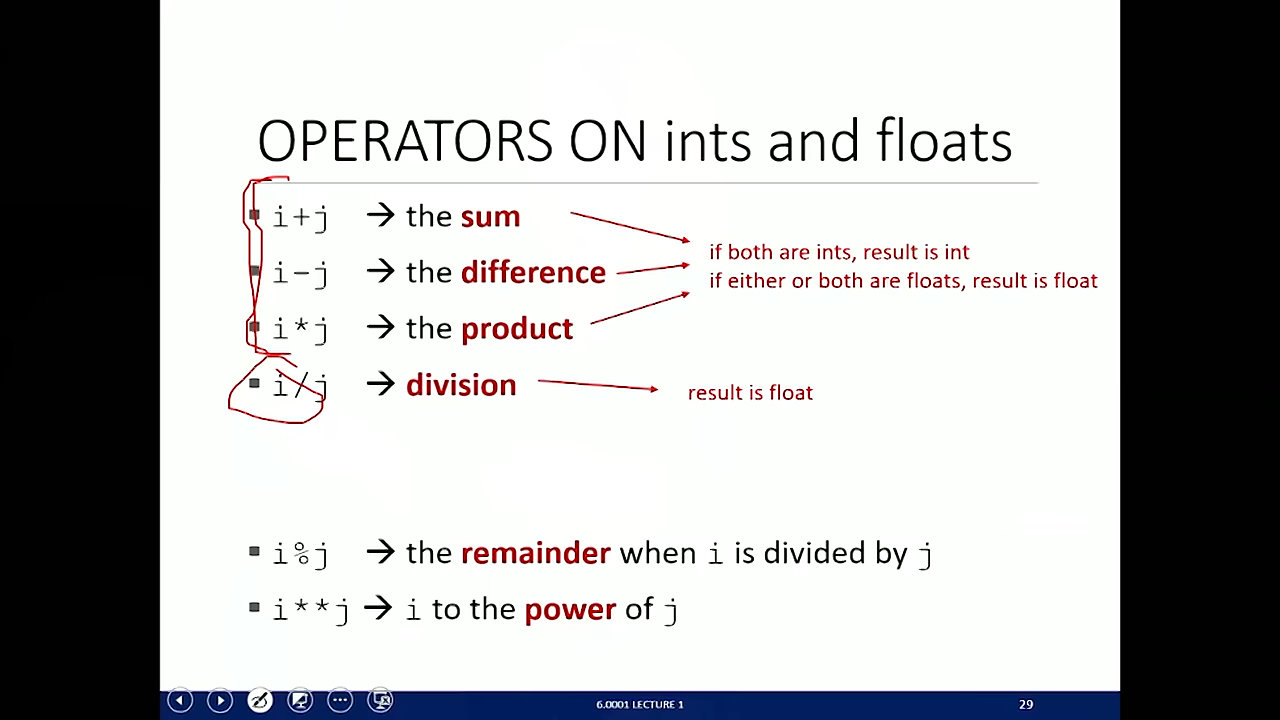 OPERATORS ON ints and floats
▪ i+j → the sum
if both are ints, result is int
▪ i-j → the difference
if either or both are floats, result is float
▪ i*j → the product
▪ i/j → division
result is float
▪ i%j → the remainder when i is divided by j
▪ i**j → i to the power of j
6.0001 LECTURE 1
29